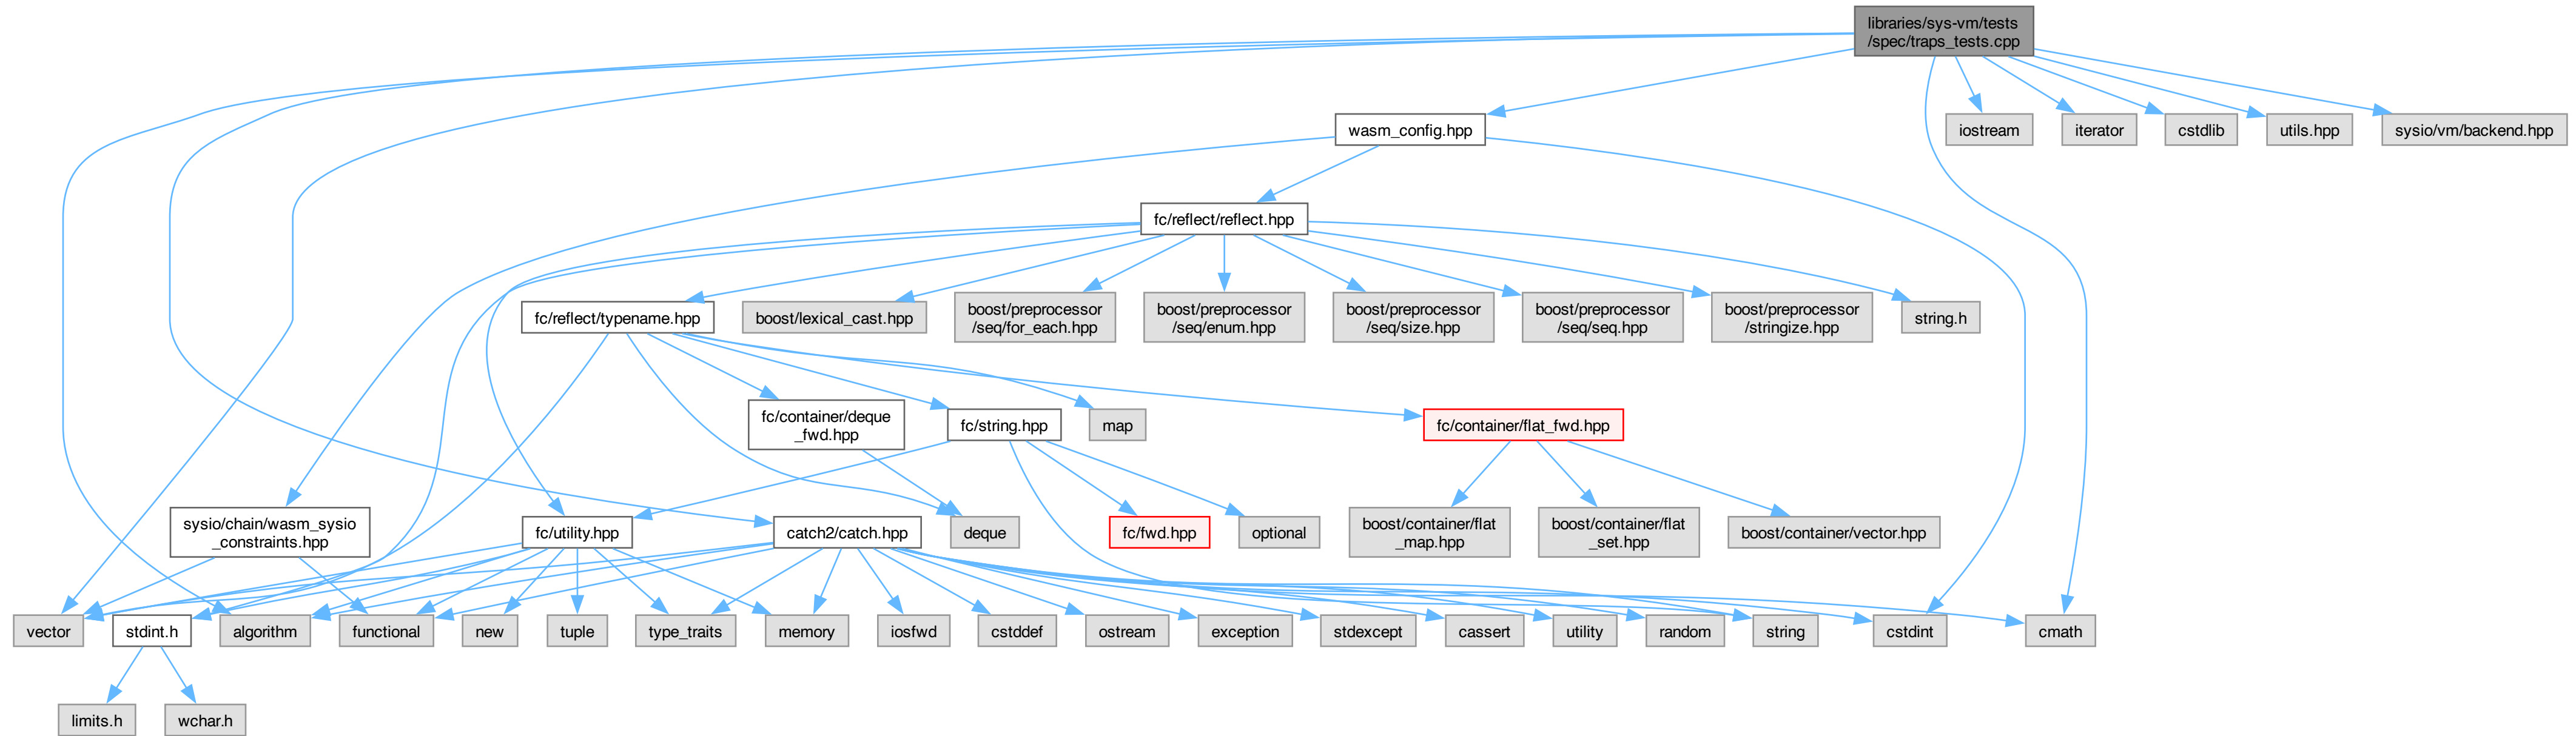 libraries/sys-vm/tests
/spec/traps_tests.cpp
wasm_config.hpp
iostream
iterator
cstdlib
utils.hpp
sysio/vm/backend.hpp
fc/reflect/reflect.hpp
fc/reflect/typename.hpp
boost/lexical_cast.hpp
boost/preprocessor
/seq/for_each.hpp
boost/preprocessor
/seq/enum.hpp
boost/preprocessor
/seq/size.hpp
boost/preprocessor
/seq/seq.hpp
boost/preprocessor
/stringize.hpp
string.h
fc/container/deque
_fwd.hpp
fc/string.hpp
map
fc/container/flat_fwd.hpp
sysio/chain/wasm_sysio
_constraints.hpp
fc/utility.hpp
catch2/catch.hpp
deque
fc/fwd.hpp
optional
boost/container/flat
_map.hpp
boost/container/flat
_set.hpp
boost/container/vector.hpp
vector
stdint.h
algorithm
functional
new
tuple
type_traits
memory
iosfwd
cstddef
ostream
exception
stdexcept
cassert
utility
random
string
cstdint
cmath
limits.h
wchar.h